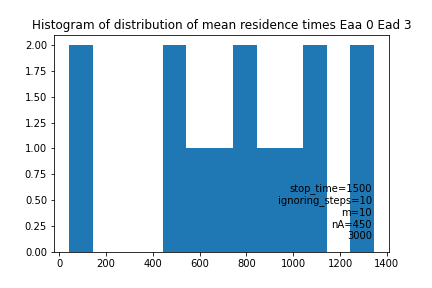 Histogram of distribution of mean residence times Eaa 0 Ead 3
2.00
1.75
1.50
1.25
1.00
0.75
0.50
0.25
0.00
stop_time=1500
ignoring_steps=10
m=10
nA=450
3000
0 200 400 600 800 1000 1200 1400